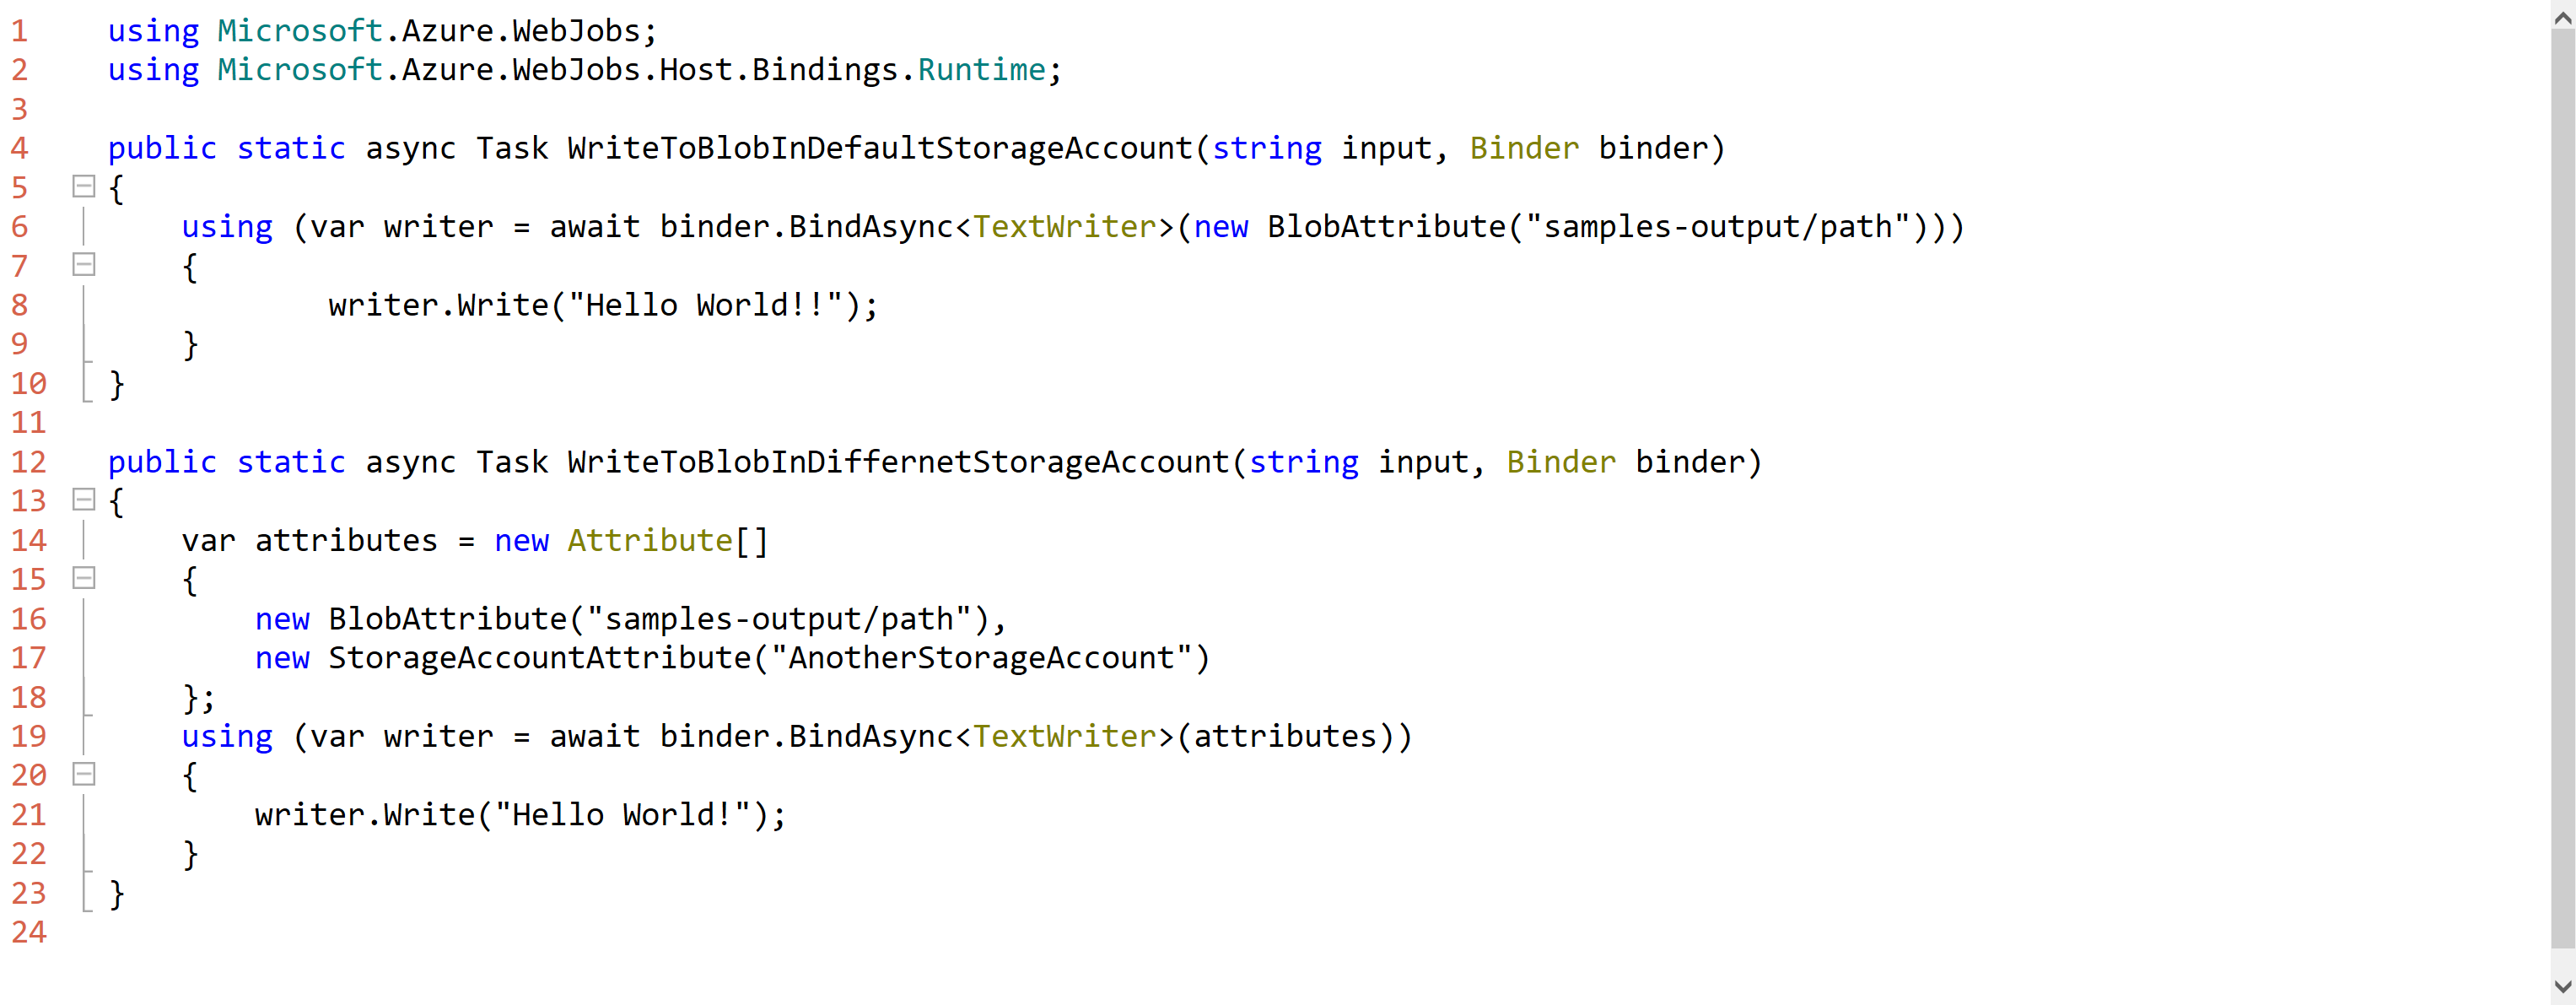 1 using Microsoft.Azure.WebJobs;
2 using Microsoft.Azure.WebJobs.Host.Bindings.Runtime;
3
4 public static async Task WriteToBlobInDefaultStorageAccount(string input, Binder binder)
5 {
6     using (var writer = await binder.BindAsync<TextWriter>(new BlobAttribute("samples-output/path")))
7     {
8             writer.Write("Hello World!!");
9     }
10 }
11
12 public static async Task WriteToBlobInDiffernetStorageAccount(string input, Binder binder)
13 {
14     var attributes = new Attribute[]
15     {
16         new BlobAttribute("samples-output/path"),
17         new StorageAccountAttribute("AnotherStorageAccount")
18     };
19     using (var writer = await binder.BindAsync<TextWriter>(attributes))
20     {
21         writer.Write("Hello World!");
22     }
23 }
24